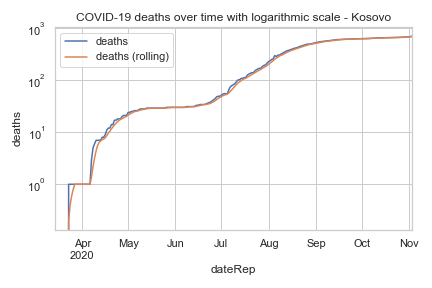 COVID-19 deaths over time with logarithmic scale - Kosovo
deaths
deaths (rolling)
10³
10²
10¹
10⁰
deaths
Apr May Jun Jul Aug Sep Oct Nov
2020
dateRep